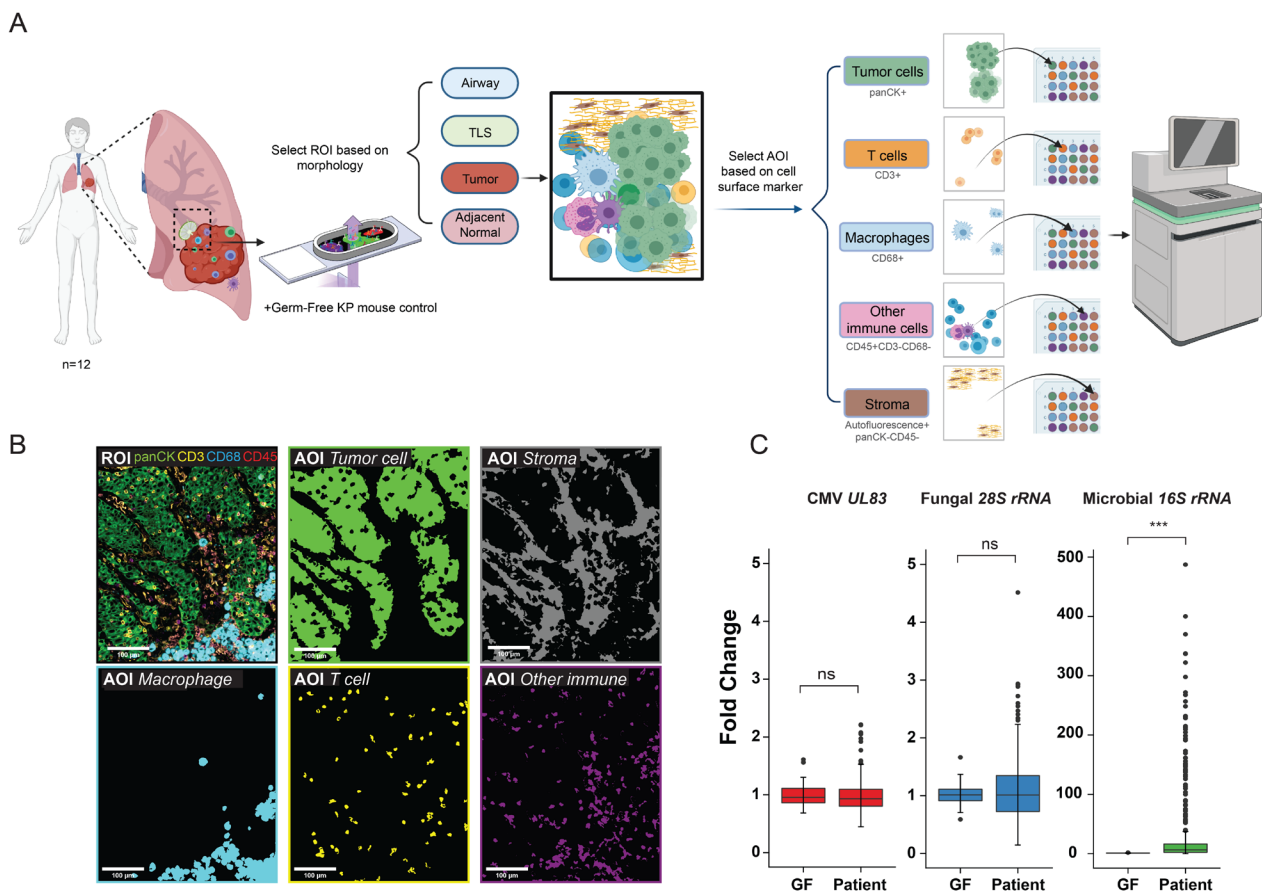 A
Airway
TLS
Tumor
Adjacent
Normal
Select ROI based on
morphology
+Germ-Free KP mouse control
n=12
Select AOI
based on cell
surface marker
Tumor cells
panCK+
T cells
CD3+
Macrophages
CD68+
Other
immune cells
CD45+CD3-CD68-
Stroma
Autofluorescence+
panCK-CD45-
B
ROI panCK CD3 CD68 CD45
100 µm
AOI Tumor cell
100 µm
AOI Stroma
100 µm
AOI Macrophage
100 µm
AOI T cell
100 µm
AOI Other immune
100 µm
C
Fold Change
CMV UL83
ns
5
4
3
2
1
0
GF Patient
Fungal 28S rRNA
ns
5
4
3
2
1
0
GF Patient
Microbial 16S rRNA
***
500
400
300
200
100
0
GF Patient